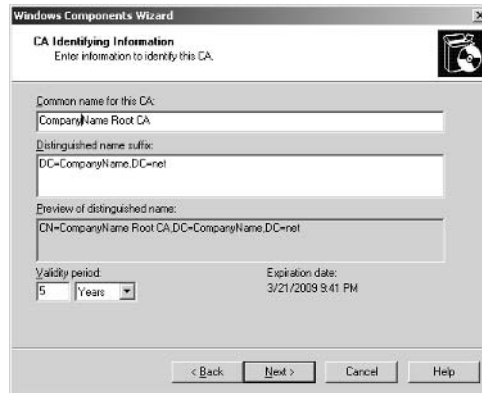 Windows Components Wizard
CA Identifying Information
Enter information to identify this CA.
Common name for this CA:
CompanyName Root CA
Distinguished name suffix:
DC=CompanyName,DC=net
Preview of distinguished name:
CN=CompanyName Root CA,DC=CompanyName,DC=net
Validity period: Expiration date:
5 Years 3/21/2009 9:41 PM
< Back Next > Cancel Help